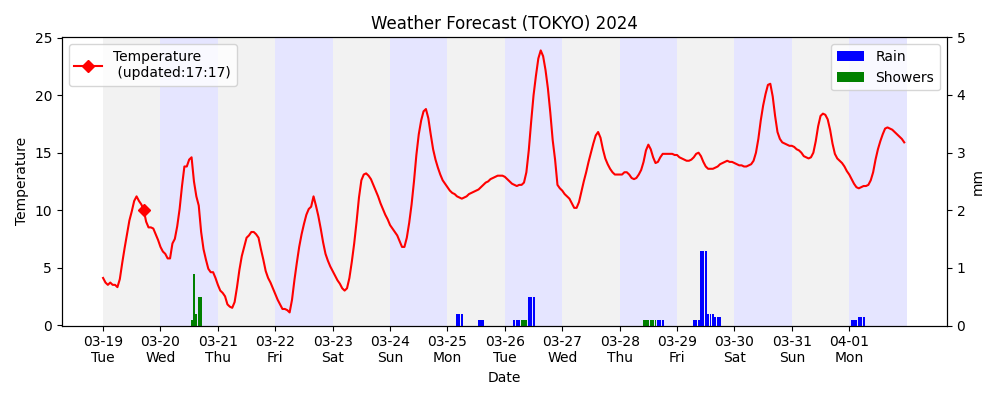 Weather Forecast (TOKYO) 2024
Temperature
(updated:17:17)
Rain
Showers
25
20
15
10
5
0
Temperature
5
4
3
2
1
0
mm
03-19 03-20 03-21 03-22 03-23 03-24 03-25 03-26 03-27 03-28 03-29 03-30 03-31 04-01
Tue Wed Thu Fri Sat Sun Mon Tue Wed Thu Fri Sat Sun Mon
Date